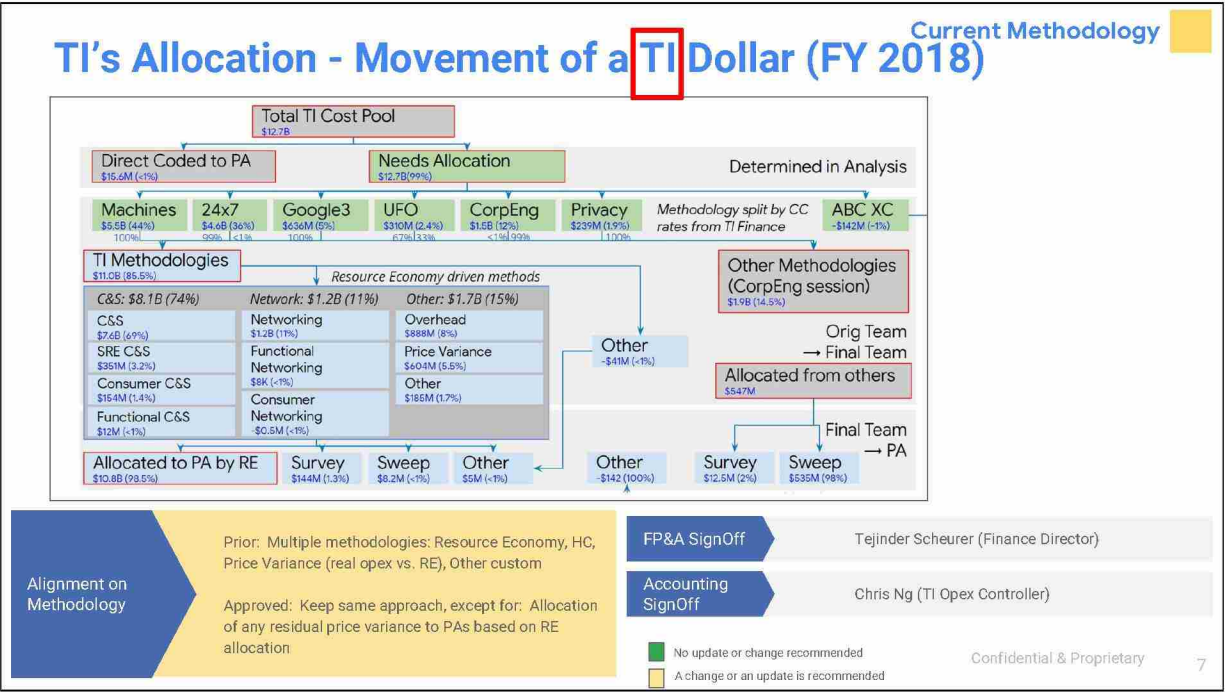 Current Methodology
TI's Allocation - Movement of a TI Dollar (FY 2018)
Total TI Cost Pool
$12.7B
Direct Coded to PA
$15.6M (<1%)
Needs Allocation
$12.7B(99%)
Determined in Analysis
Machines
$5.5B (44%)
100%
24x7
$4.6B (36%)
99% <1%
Google3
$636M (5%)
100%
UFO
$310M (2.4%)
67% 33%
CorpEng
$1.5B (12%)
<1% 99%
Privacy
$239M (1.9%)
100%
Methodology split by CC
rates from TI Finance
ABC XC
-$142M (-1%)
TI Methodologies
$11.0B (85.5%)
Resource Economy driven methods
Other Methodologies
(CorpEng session)
$1.9B (14.5%)
C&S: $8.1B (74%)
C&S
$7.6B (69%)
SRE C&S
$351M (3.2%)
Consumer C&S
$154M (1.4%)
Functional C&S
$12M (<1%)
Network: $1.2B (11%)
Networking
$1.2B (11%)
Functional
Networking
$8K (<1%)
Consumer
Networking
-$0.5M (<1%)
Other: $1.7B (15%)
Overhead
$888M (8%)
Price Variance
$604M (5.5%)
Other
$185M (1.7%)
Other
-$41M (<1%)
Orig Team
→ Final Team
Allocated from others
$547M
Final Team
→ PA
Allocated to PA by RE
$10.8B (98.5%)
Survey
$144M (1.3%)
Sweep
$8.2M (<1%)
Other
$5M (<1%)
Other
-$142 (100%)
Survey
$12.5M (2%)
Sweep
$535M (98%)
Alignment on
Methodology
Prior: Multiple methodologies: Resource Economy, HC,
Price Variance (real opex vs. RE), Other custom
Approved: Keep same approach, except for: Allocation
of any residual price variance to PAs based on RE
allocation
FP&A SignOff
Tejinder Scheurer (Finance Director)
Accounting
SignOff
Chris Ng (TI Opex Controller)
No update or change recommended
A change or an update is recommended
Confidential & Proprietary
7